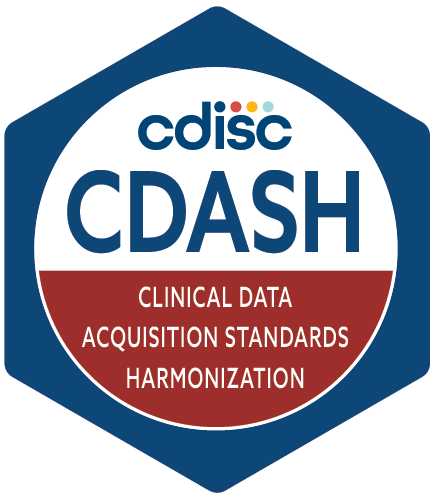 cdisc
CDASH
CLINICAL DATA
ACQUISITION STANDARDS
HARMONIZATION